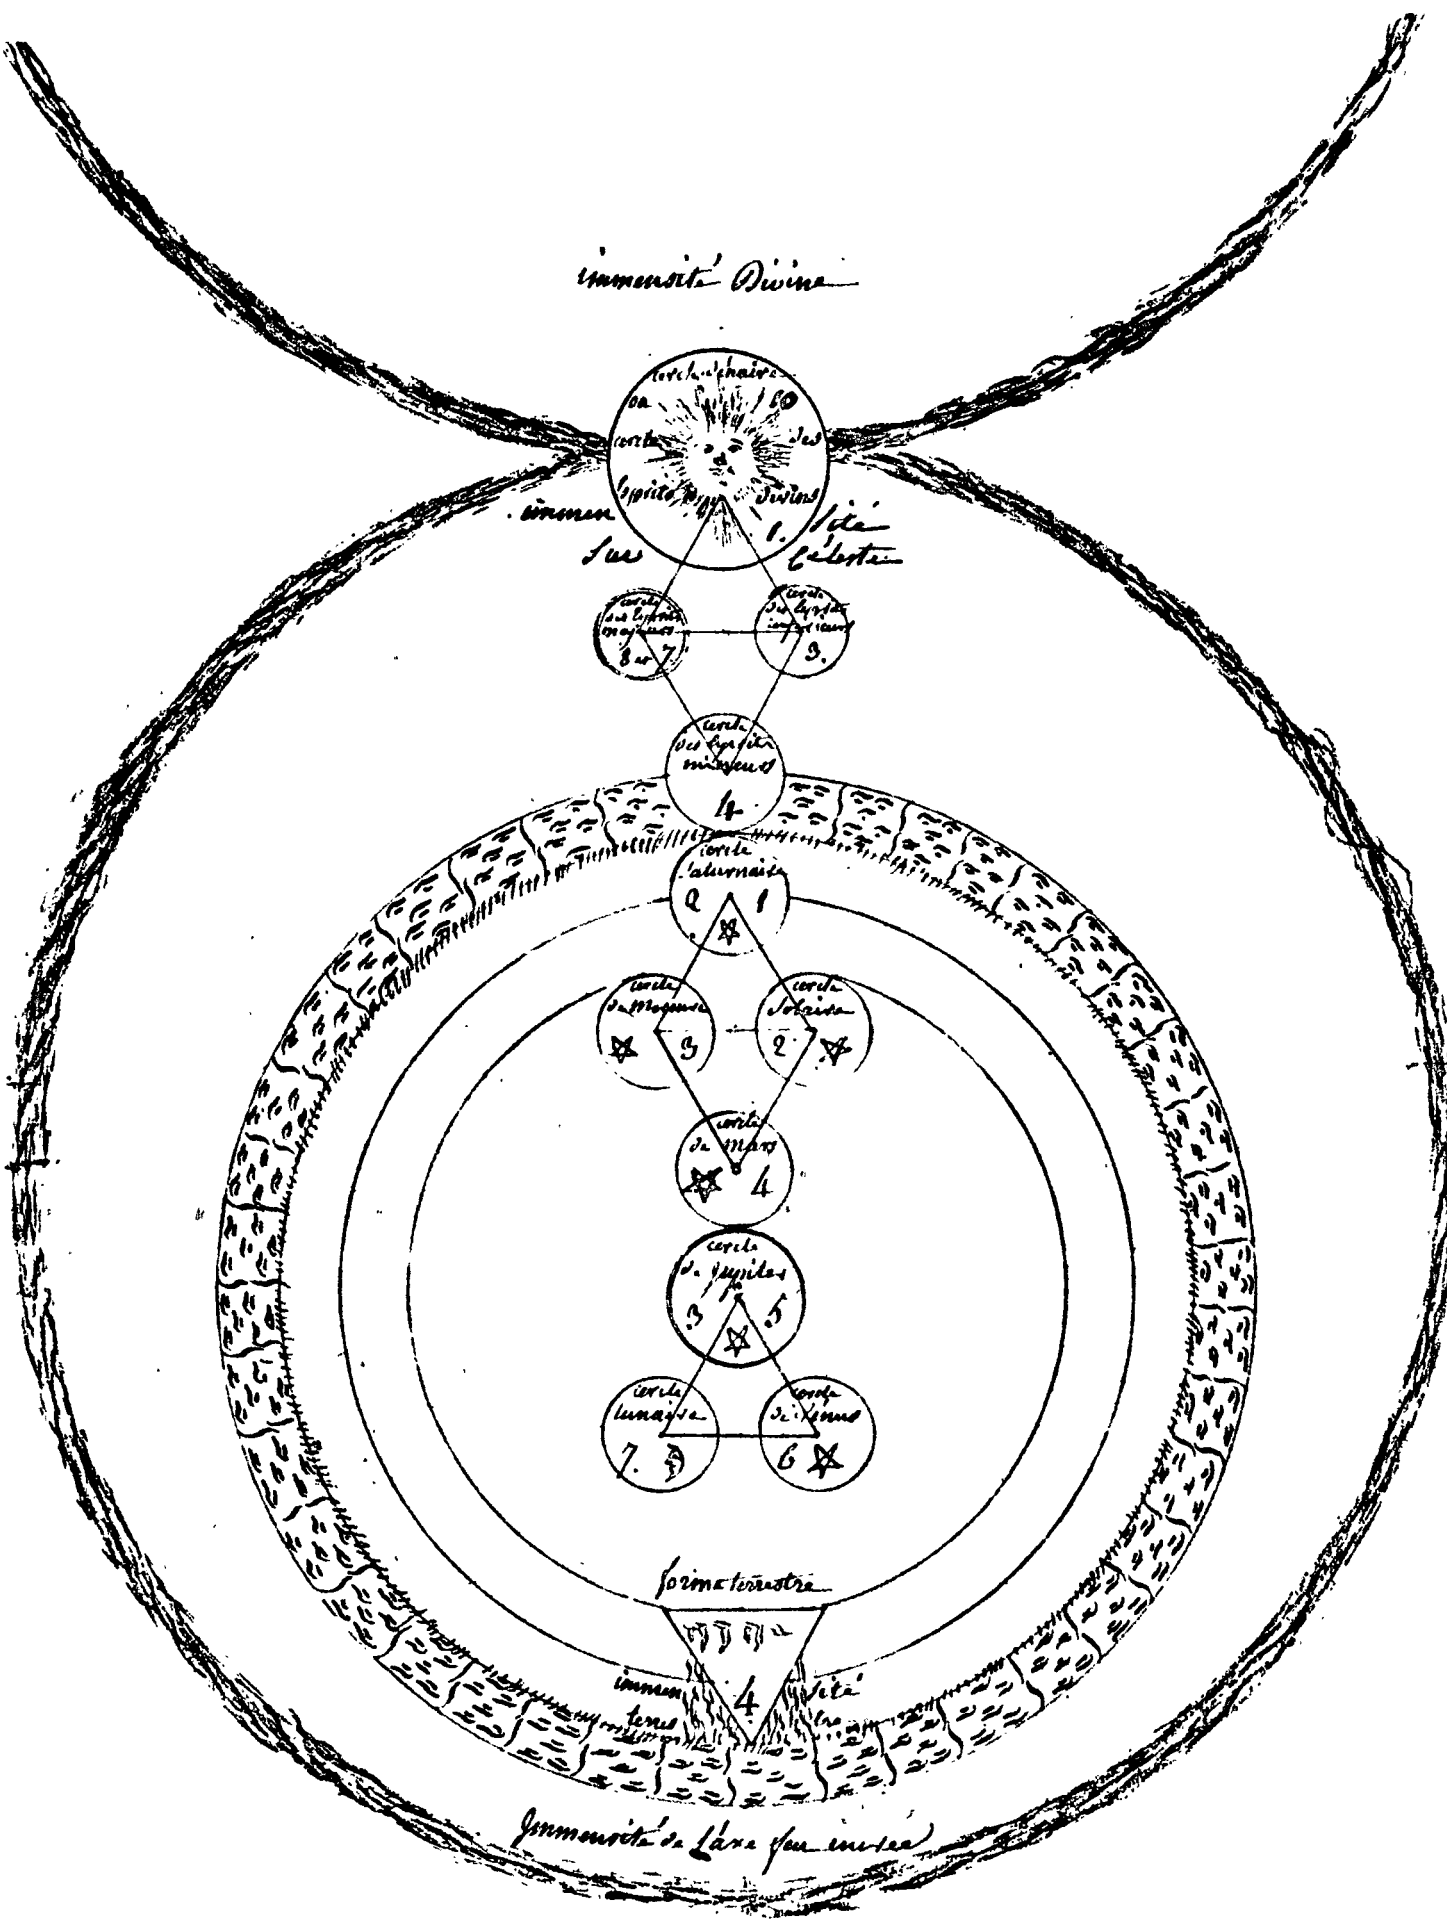 immensité Divine
cercle dénaire
ou 10
cercle des
Esprits divins
1.
immen sité
Sur Céleste
cercle
des Esprits
majeurs
8 et 7
cercle
des Esprits
inférieurs
3.
cercle
des Esprits
mineurs
4
cercle
Saturnaire
2 1
cercle
de Mercure
3
cercle
Solaire
2
cercle
de Mars
4
cercle
de Jupiter
3 5
cercle
lunaire
7.
cercle
de Venus
6
forme terrestre
4
immen sité
terres tre
Immensité de l'axe feu incréé